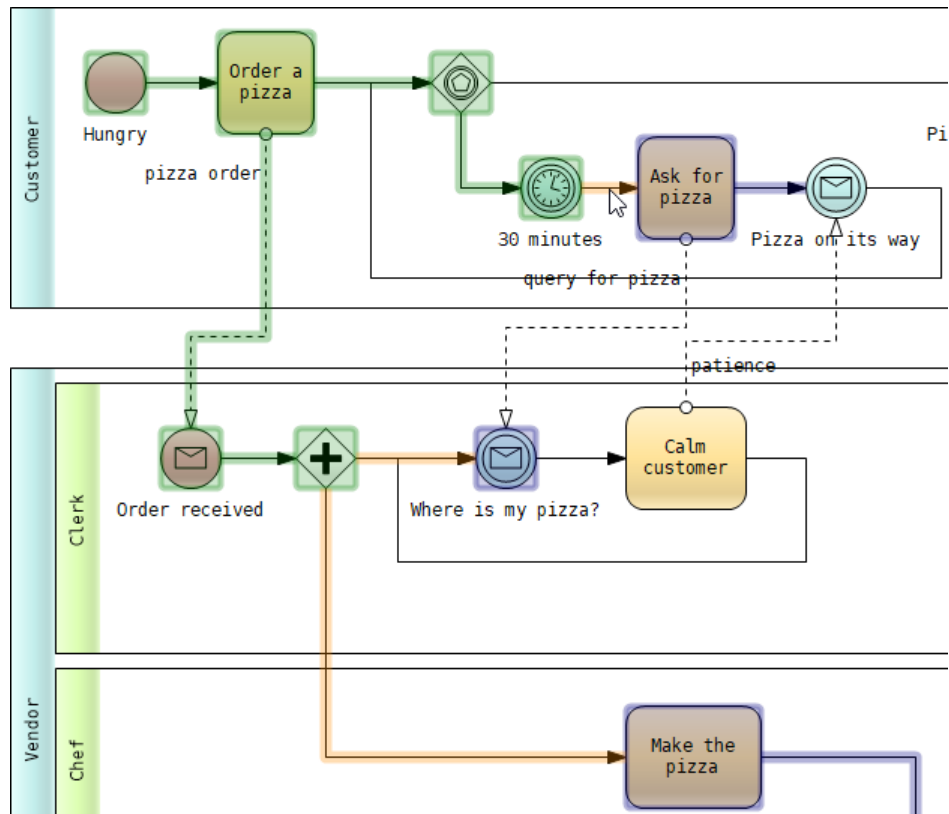 Customer
Hungry
Order a
pizza
pizza order
30 minutes
Ask for
pizza
Pizza on its way
query for pizza
patience
Vendor
Clerk
Order received
Where is my pizza?
Calm
customer
Chef
Make the
pizza